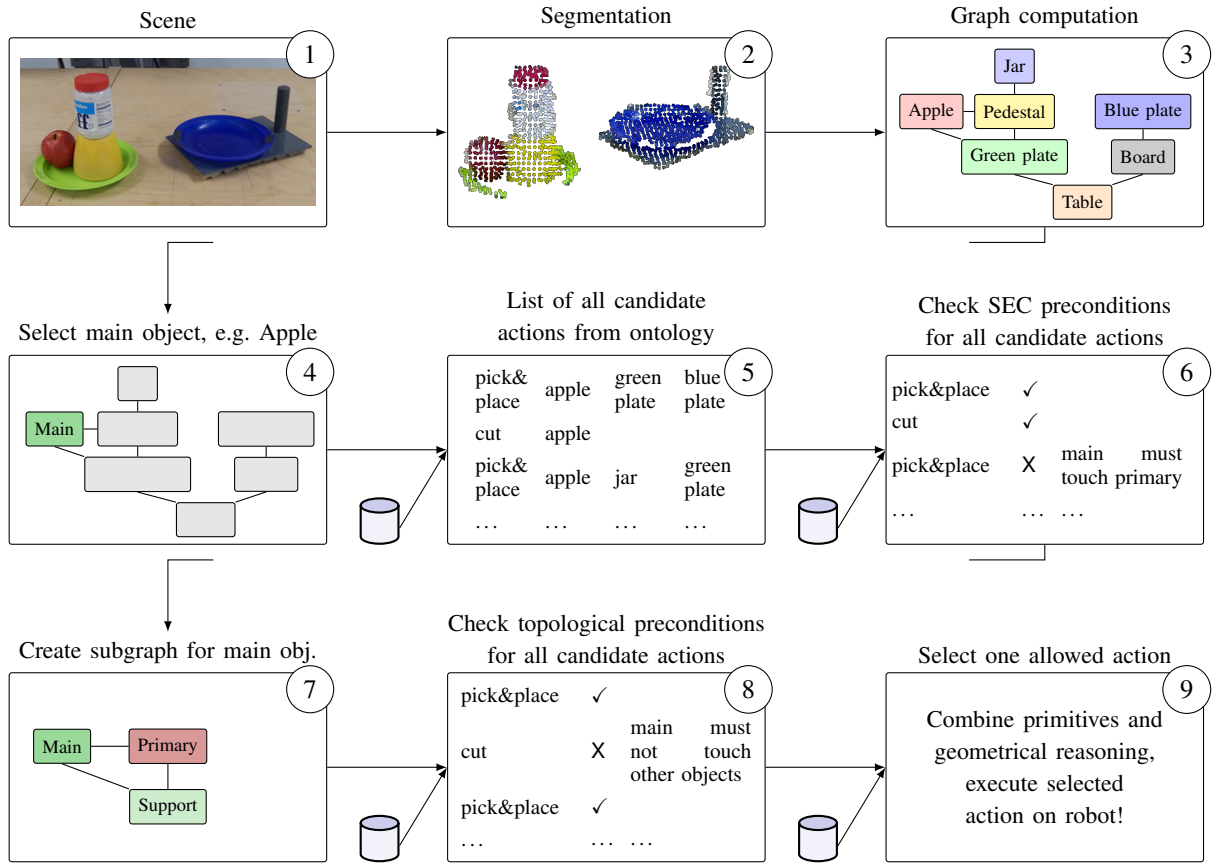 Scene
1
Segmentation
2
Graph computation
3
Jar
Apple
Pedestal
Blue plate
Green plate
Board
Table
Select main object, e.g. Apple
4
Main
List of all candidate
actions from ontology
5
pick& apple green blue
place plate plate
cut apple
pick& apple jar green
place plate
... ... ... ...
Check SEC preconditions
for all candidate actions
6
pick&place ✓
cut ✓
pick&place X main must
touch primary
... ... ...
Create subgraph for main obj.
7
Main
Primary
Support
Check topological preconditions
for all candidate actions
8
pick&place ✓
main must
cut X not touch
other objects
pick&place ✓
... ... ...
Select one allowed action
9
Combine primitives and
geometrical reasoning,
execute selected
action on robot!